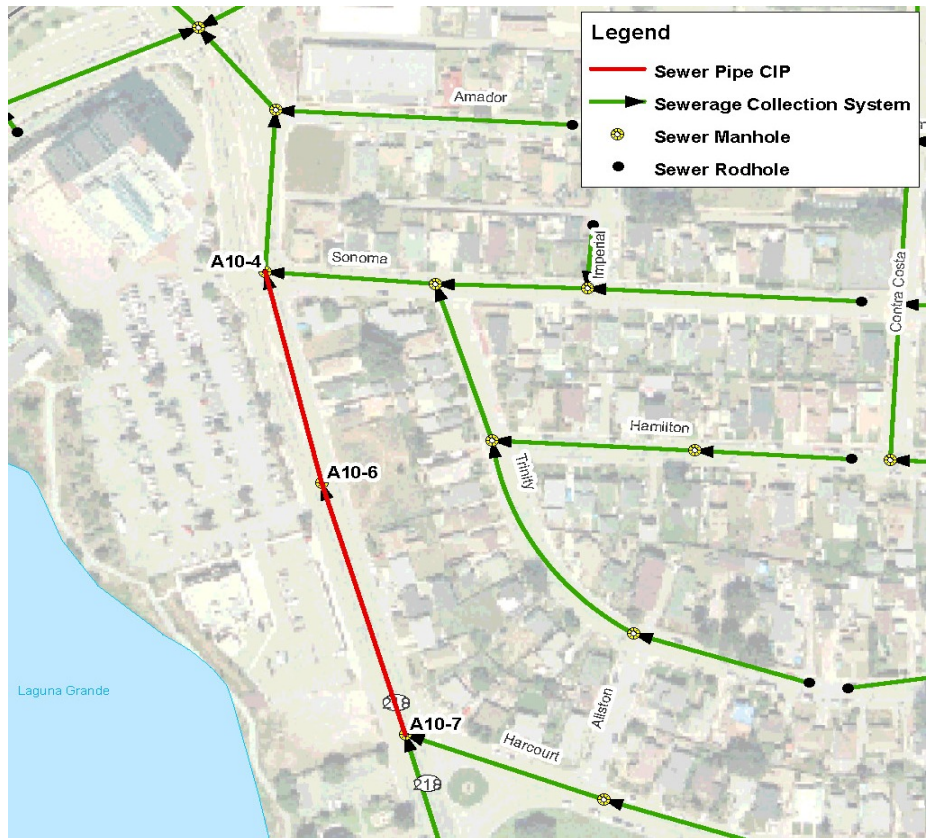 Legend
Sewer Pipe CIP
Sewerage Collection System
Sewer Manhole
Sewer Rodhole
Amador
A10-4
Sonoma
Imperial
Contra Costa
Hamilton
A10-6
Trinity
Laguna Grande
218
A10-7
Harcourt
Allston
218